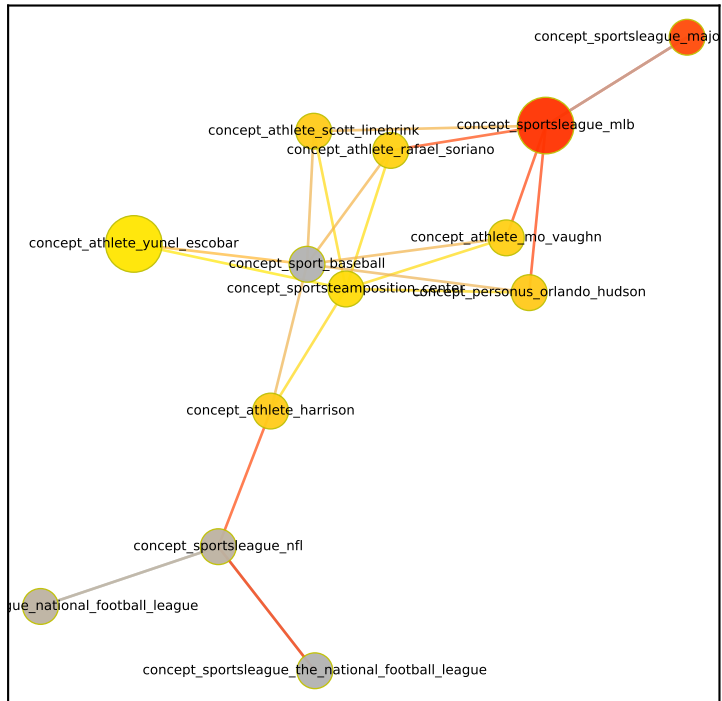 concept_sportsleague_majo
concept_sportsleague_mlb
concept_athlete_scott_linebrink
concept_athlete_rafael_soriano
concept_athlete_mo_vaughn
concept_athlete_yunel_escobar
concept_sport_baseball
concept_sportsteamposition_center
concept_personus_orlando_hudson
concept_athlete_harrison
concept_sportsleague_nfl
gue_national_football_league
concept_sportsleague_the_national_football_league